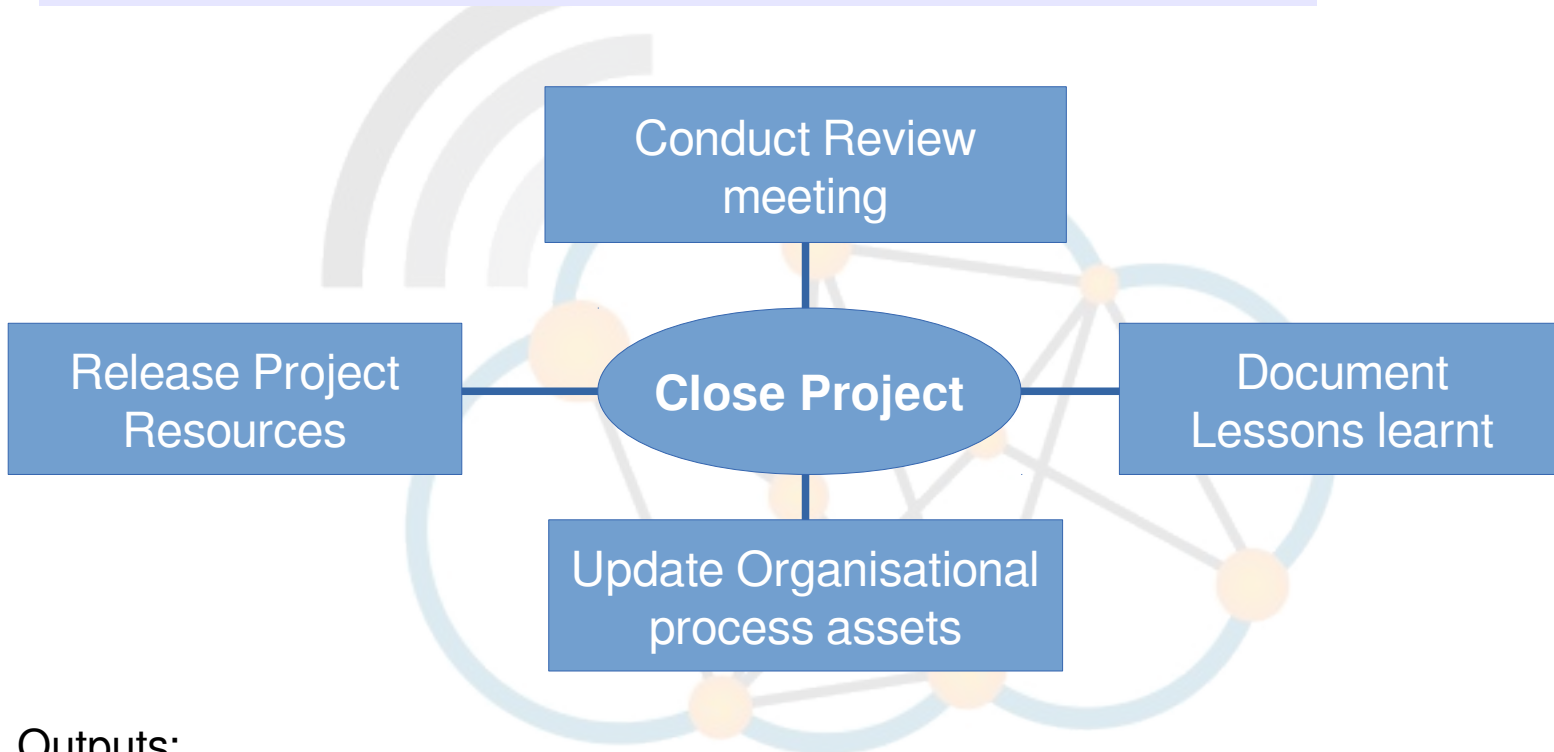 Conduct Review
meeting
Release Project
Resources
Close Project
Document
Lessons learnt
Update Organisational
process assets
Outputs: